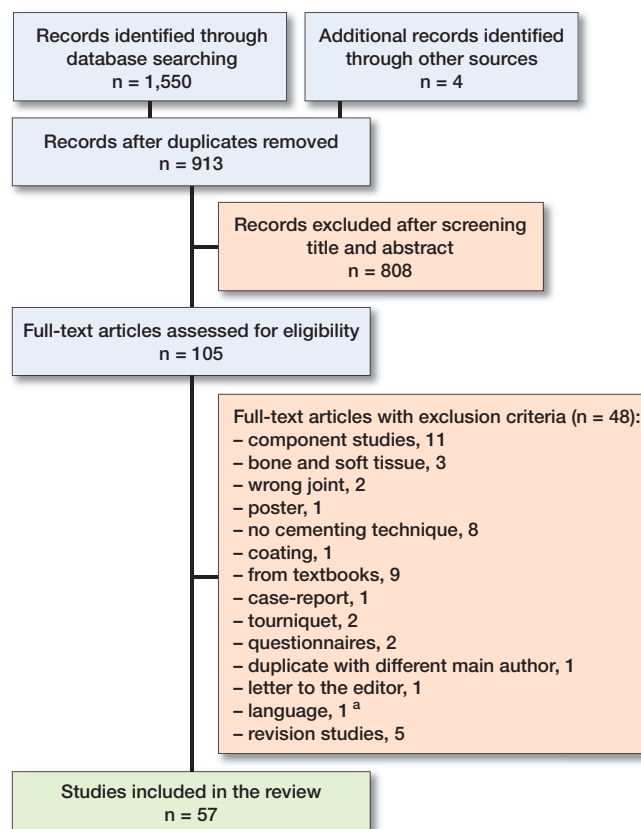 Records identified through
database searching
n = 1,550
Additional records identified
through other sources
n = 4
Records after duplicates removed
n = 913
Records excluded after screening
title and abstract
n = 808
Full-text articles assessed for eligibility
n = 105
Full-text articles with exclusion criteria (n = 48):
– component studies, 11
– bone and soft tissue, 3
– wrong joint, 2
– poster, 1
– no cementing technique, 8
– coating, 1
– from textbooks, 9
– case-report, 1
– tourniquet, 2
– questionnaires, 2
– duplicate with different main author, 1
– letter to the editor, 1
– language, 1 a
– revision studies, 5
Studies included in the review
n = 57